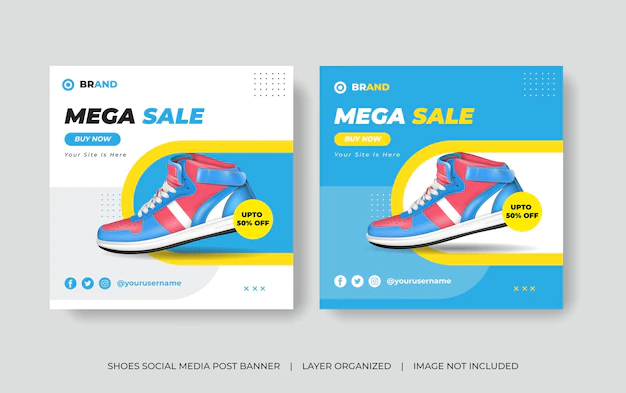 BRAND
MEGA SALE
BUY NOW
Your Site Is Here
UPTO
50% OFF
@yourusername
BRAND
MEGA SALE
BUY NOW
Your Site Is Here
UPTO
50% OFF
@yourusername
SHOES SOCIAL MEDIA POST BANNER | LAYER ORGANIZED | IMAGE NOT INCLUDED